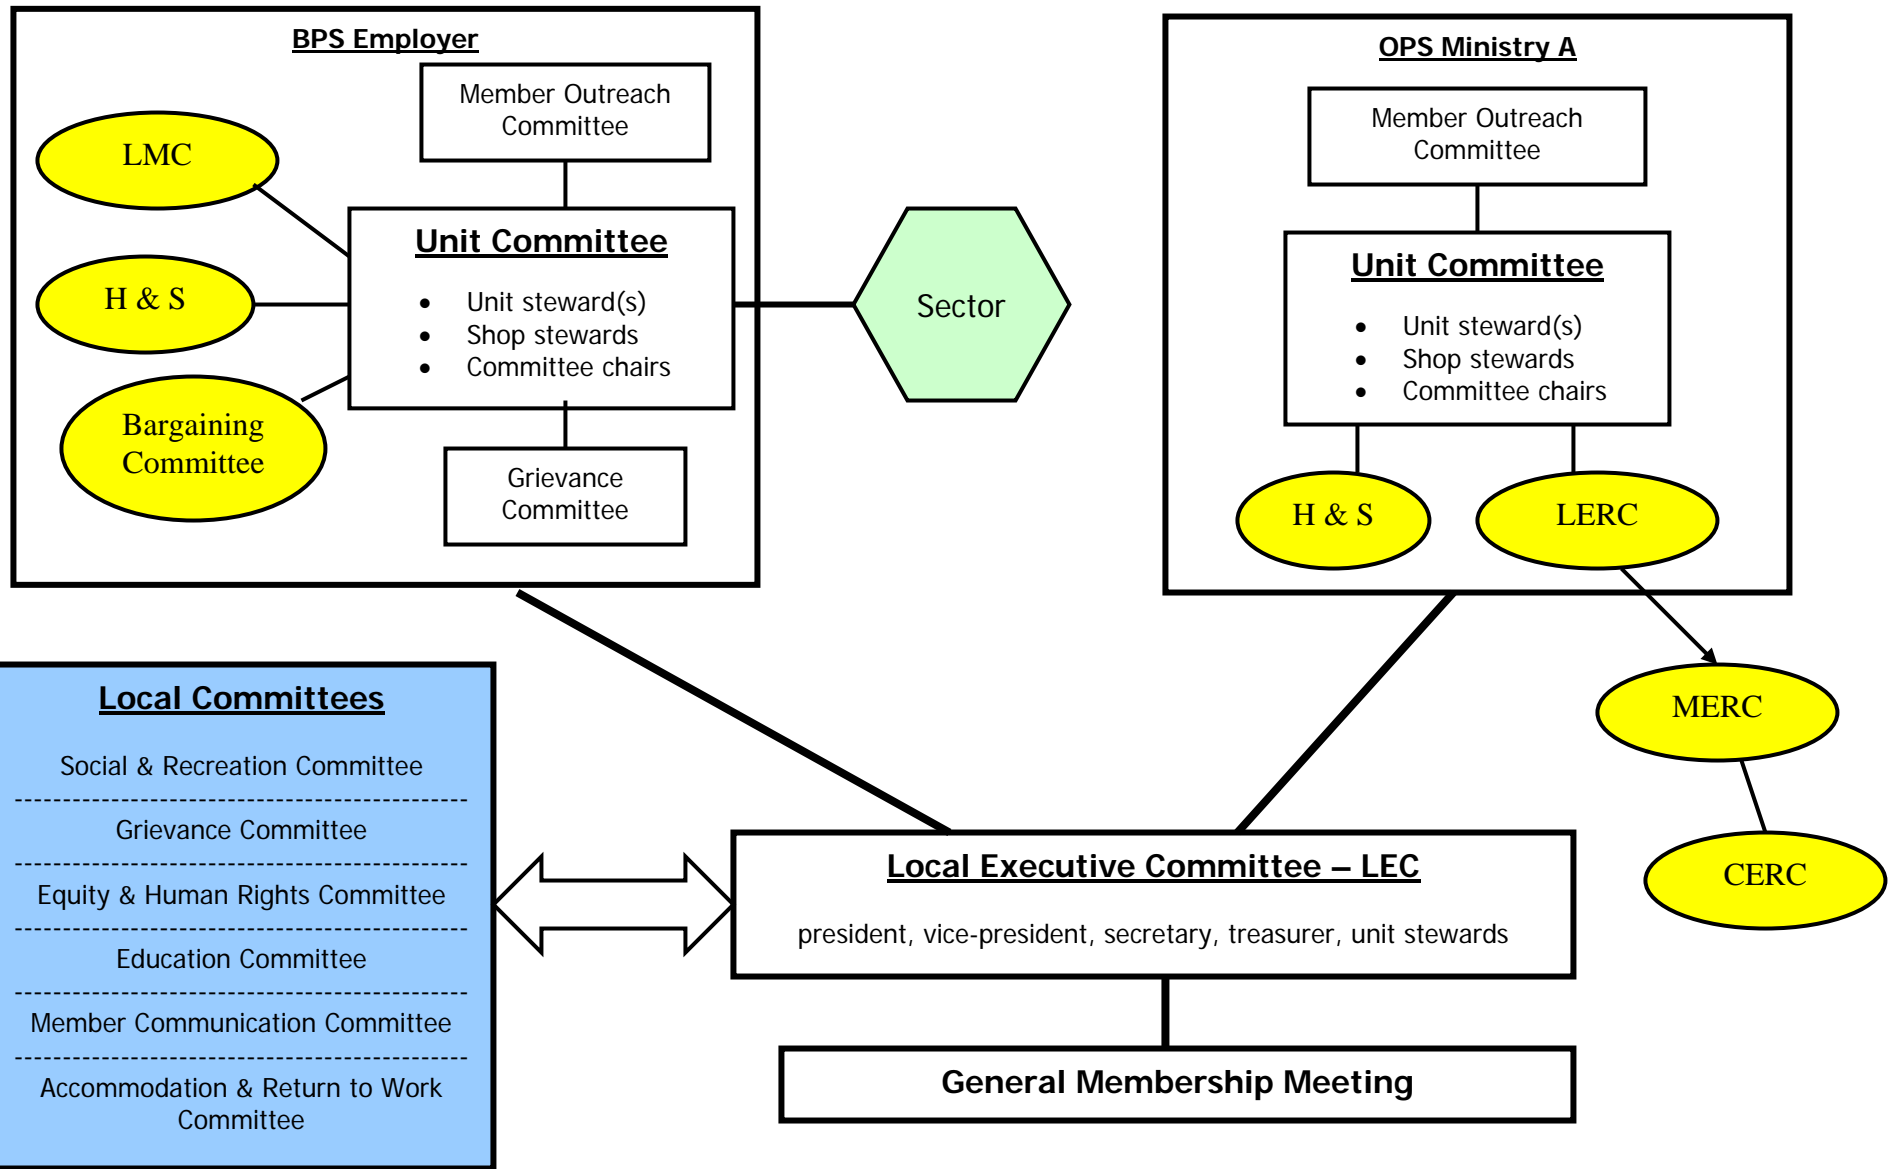 BPS Employer
Member Outreach
Committee
LMC
H & S
Bargaining
Committee
Unit Committee
• Unit steward(s)
• Shop stewards
• Committee chairs
Grievance
Committee
Sector
OPS Ministry A
Member Outreach
Committee
Unit Committee
• Unit steward(s)
• Shop stewards
• Committee chairs
H & S
LERC
MERC
CERC
Local Committees
Social & Recreation Committee
Grievance Committee
Equity & Human Rights Committee
Education Committee
Member Communication Committee
Accommodation & Return to Work
Committee
Local Executive Committee – LEC
president, vice-president, secretary, treasurer, unit stewards
General Membership Meeting